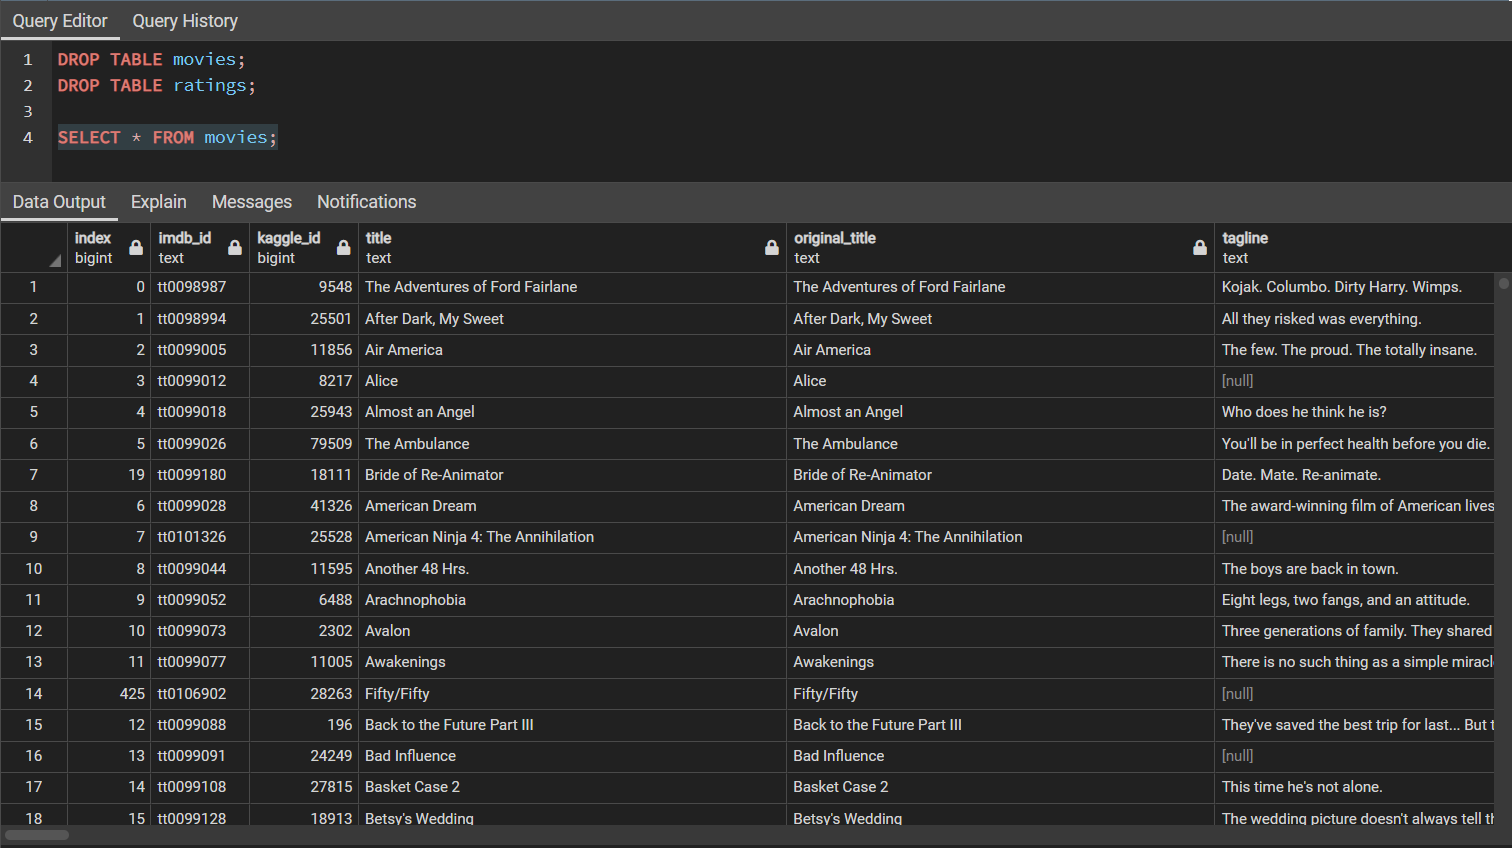 Query Editor Query History
1 DROP TABLE movies;
2 DROP TABLE ratings;
3
4 SELECT * FROM movies;
Data Output Explain Messages Notifications
index imdb_id kaggle_id title original_title tagline
bigint text bigint text text text
1 0 tt0098987 9548 The Adventures of Ford Fairlane The Adventures of Ford Fairlane Kojak. Columbo. Dirty Harry. Wimps.
2 1 tt0098994 25501 After Dark, My Sweet After Dark, My Sweet All they risked was everything.
3 2 tt0099005 11856 Air America Air America The few. The proud. The totally insane.
4 3 tt0099012 8217 Alice Alice [null]
5 4 tt0099018 25943 Almost an Angel Almost an Angel Who does he think he is?
6 5 tt0099026 79509 The Ambulance The Ambulance You'll be in perfect health before you die.
7 19 tt0099180 18111 Bride of Re-Animator Bride of Re-Animator Date. Mate. Re-animate.
8 6 tt0099028 41326 American Dream American Dream The award-winning film of American lives
9 7 tt0101326 25528 American Ninja 4: The Annihilation American Ninja 4: The Annihilation [null]
10 8 tt0099044 11595 Another 48 Hrs. Another 48 Hrs. The boys are back in town.
11 9 tt0099052 6488 Arachnophobia Arachnophobia Eight legs, two fangs, and an attitude.
12 10 tt0099073 2302 Avalon Avalon Three generations of family. They shared
13 11 tt0099077 11005 Awakenings Awakenings There is no such thing as a simple miracl
14 425 tt0106902 28263 Fifty/Fifty Fifty/Fifty [null]
15 12 tt0099088 196 Back to the Future Part III Back to the Future Part III They've saved the best trip for last... But t
16 13 tt0099091 24249 Bad Influence Bad Influence [null]
17 14 tt0099108 27815 Basket Case 2 Basket Case 2 This time he's not alone.
18 15 tt0099128 18913 Betsy's Wedding Betsy's Wedding The wedding picture doesn't always tell th